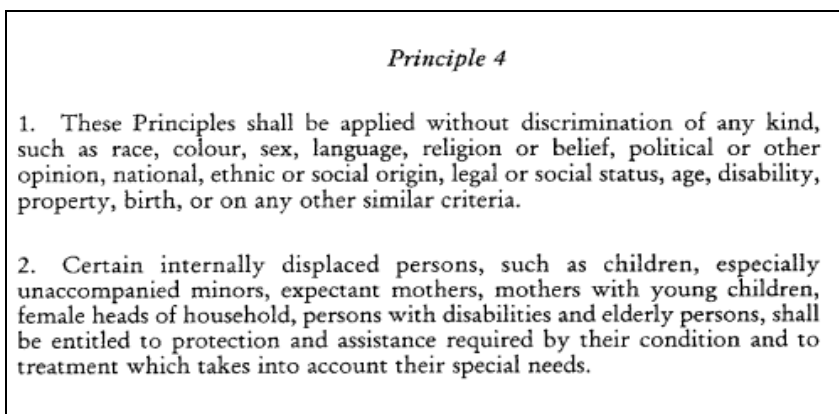 Principle 4
1. These Principles shall be applied without discrimination of any kind,
such as race, colour, sex, language, religion or belief, political or other
opinion, national, ethnic or social origin, legal or social status, age, disability,
property, birth, or on any other similar criteria.
2. Certain internally displaced persons, such as children, especially
unaccompanied minors, expectant mothers, mothers with young children,
female heads of household, persons with disabilities and elderly persons, shall
be entitled to protection and assistance required by their condition and to
treatment which takes into account their special needs.